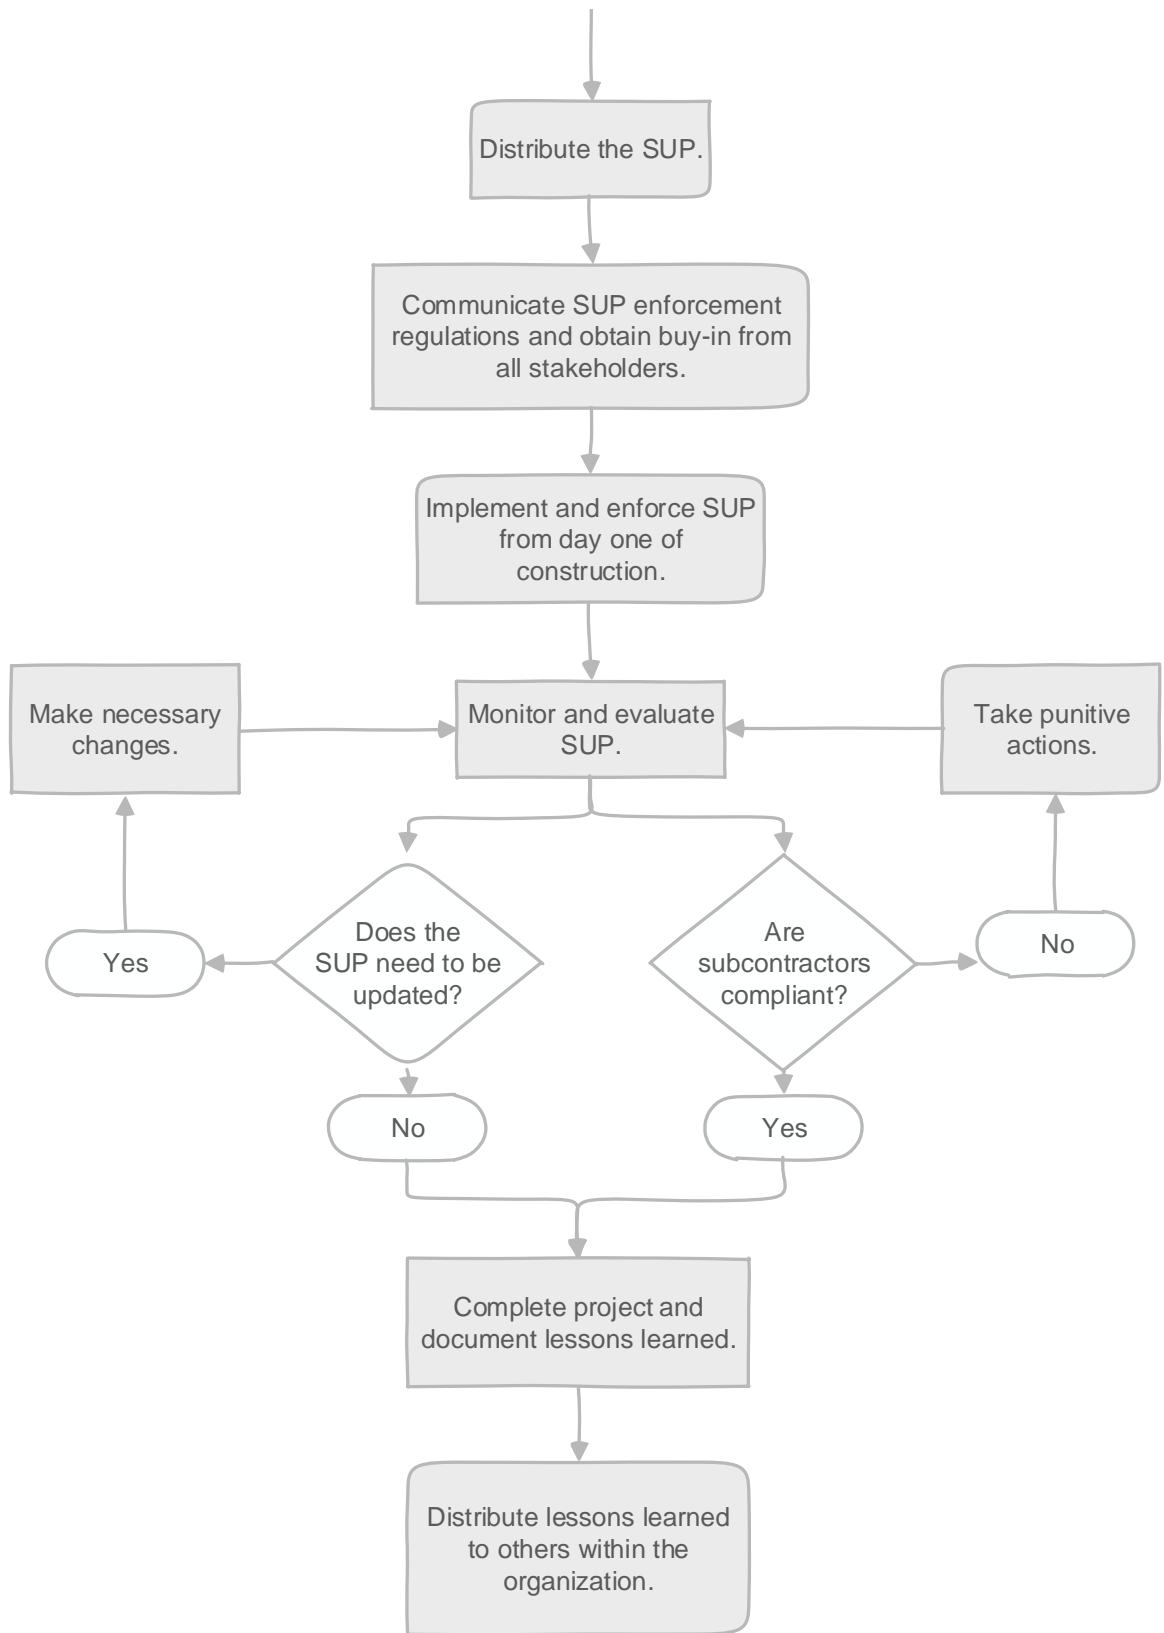 Distribute the SUP.
Communicate SUP enforcement
regulations and obtain buy-in from
all stakeholders.
Implement and enforce SUP
from day one of
construction.
Make necessary
changes.
Monitor and evaluate
SUP.
Take punitive
actions.
Yes
Does the
SUP need to be
updated?
Are
subcontractors
compliant?
No
No
Yes
Complete project and
document lessons learned.
Distribute lessons learned
to others within the
organization.